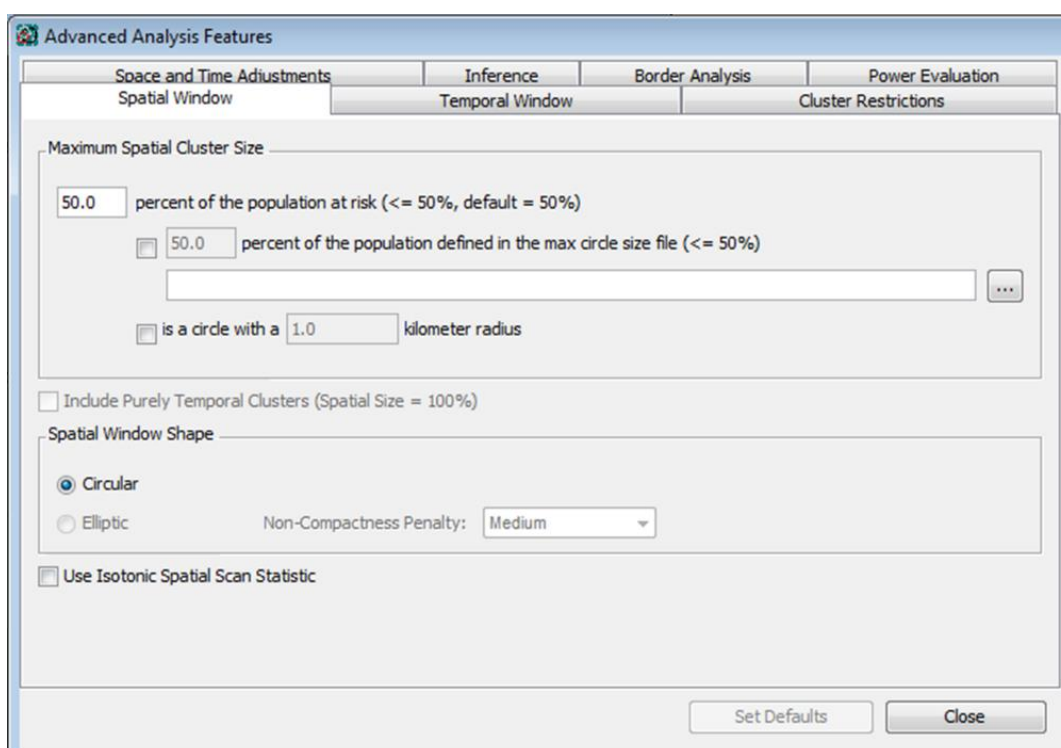 Advanced Analysis Features
Space and Time Adjustments Inference Border Analysis Power Evaluation
Spatial Window Temporal Window Cluster Restrictions
Maximum Spatial Cluster Size
50.0 percent of the population at risk (<= 50%, default = 50%)
50.0 percent of the population defined in the max circle size file (<= 50%)
...
is a circle with a 1.0 kilometer radius
Include Purely Temporal Clusters (Spatial Size = 100%)
Spatial Window Shape
Circular
Elliptic Non-Compactness Penalty: Medium
Use Isotonic Spatial Scan Statistic
Set Defaults Close